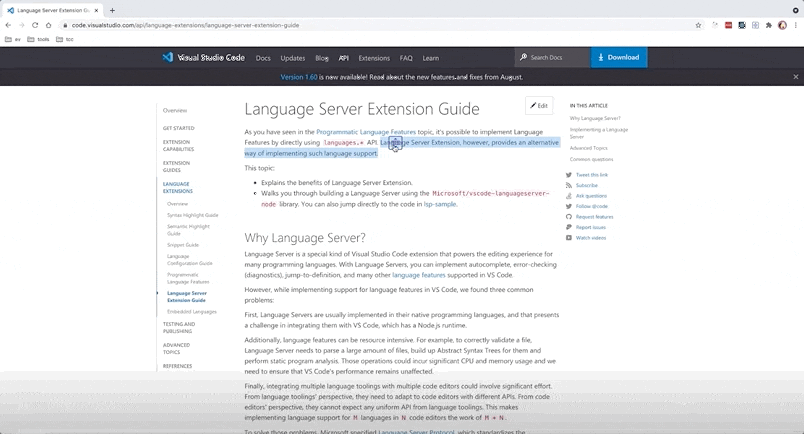 Language Server Extension Guide
code.visualstudio.com/api/language-extensions/language-server-extension-guide
ev
tools
tcc
Visual Studio Code
Docs
Updates
Blog
API
Extensions
FAQ
Learn
Search Docs
Download
Version 1.60 is now available! Read about the new features and fixes from August.
Overview
GET STARTED
EXTENSION
CAPABILITIES
EXTENSION
GUIDES
LANGUAGE
EXTENSIONS
Overview
Syntax Highlight Guide
Semantic Highlight
Guide
Snippet Guide
Language
Configuration Guide
Programmatic
Language Features
Language Server
Extension Guide
Embedded Languages
TESTING AND
PUBLISHING
ADVANCED
TOPICS
REFERENCES
Language Server Extension Guide
Edit
As you have seen in the Programmatic Language Features topic, it's possible to implement Language
Features by directly using languages.* API. Language Server Extension, however, provides an alternative
way of implementing such language support.
This topic:
• Explains the benefits of Language Server Extension.
• Walks you through building a Language Server using the Microsoft/vscode-languageserver-
node library. You can also jump directly to the code in lsp-sample.
Why Language Server?
Language Server is a special kind of Visual Studio Code extension that powers the editing experience for
many programming languages. With Language Servers, you can implement autocomplete, error-checking
(diagnostics), jump-to-definition, and many other language features supported in VS Code.
However, while implementing support for language features in VS Code, we found three common
problems:
First, Language Servers are usually implemented in their native programming languages, and that presents
a challenge in integrating them with VS Code, which has a Node.js runtime.
Additionally, language features can be resource intensive. For example, to correctly validate a file,
Language Server needs to parse a large amount of files, build up Abstract Syntax Trees for them and
perform static program analysis. Those operations could incur significant CPU and memory usage and we
need to ensure that VS Code's performance remains unaffected.
Finally, integrating multiple language toolings with multiple code editors could involve significant effort.
From language toolings' perspective, they need to adapt to code editors with different APIs. From code
editors' perspective, they cannot expect any uniform API from language toolings. This makes
implementing language support for M languages in N code editors the work of M * N.
To solve those problems, Microsoft specified Language Server Protocol, which standardizes the
IN THIS ARTICLE
Why Language Server?
Implementing a Language
Server
Advanced Topics
Common questions
Tweet this link
Subscribe
Ask questions
Follow @code
Request features
Report issues
Watch videos